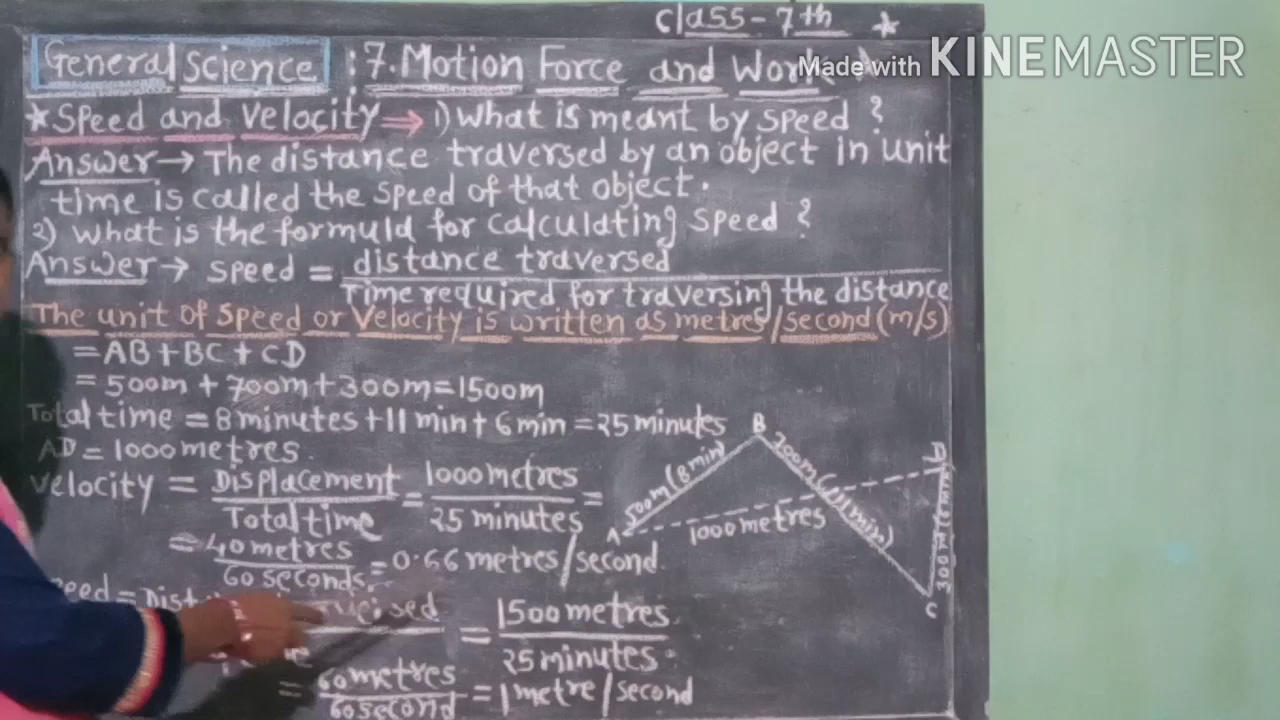 Class-7th *
General Science : 7. Motion Force and Work
Made with KINEMASTER
* Speed and Velocity ⇒ 1) What is meant by speed ?
Answer → The distance traversed by an object in unit
time is called the speed of that object.
2) What is the formula for calculating speed ?
Answer → speed = distance traversed
Time required for traversing the distance
The unit of speed or Velocity is written as metres/second (m/s)
= AB + BC + CD
= 500m + 700m + 300m = 1500m
Total time = 8 minutes + 11 min + 6 min = 25 minutes
AD = 1000 metres.
Velocity = Displacement / Total time = 1000 metres / 25 minutes =
= 40 metres / 60 seconds. = 0.66 metres/second.
= 1500 metres / 25 minutes.
= 60 metres / 60 second = 1 metre/second
B
D
A
C
500m (8 min)
700m (11 min)
1000 metres